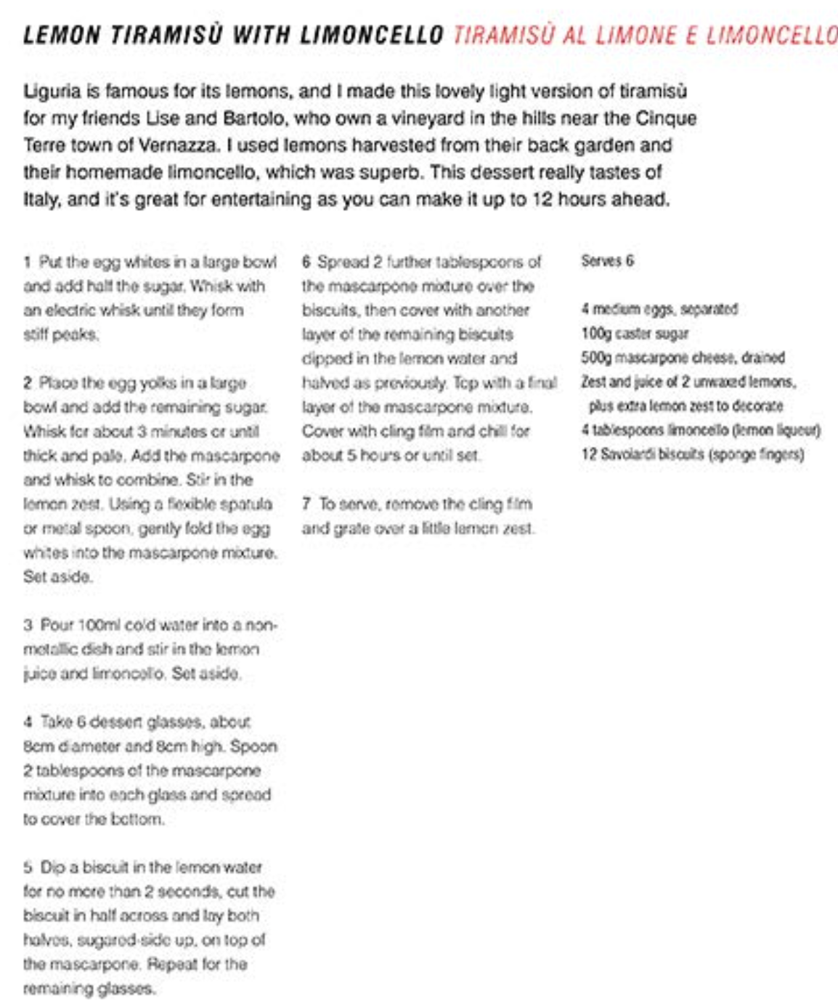 LEMON TIRAMISÙ WITH LIMONCELLO TIRAMISÙ AL LIMONE E LIMONCELLO
Liguria is famous for its lemons, and I made this lovely light version of tiramisù
for my friends Lise and Bartolo, who own a vineyard in the hills near the Cinque
Terre town of Vernazza. I used lemons harvested from their back garden and
their homemade limoncello, which was superb. This dessert really tastes of
Italy, and it's great for entertaining as you can make it up to 12 hours ahead.
1 Put the egg whites in a large bowl
and add half the sugar. Whisk with
an electric whisk until they form
stiff peaks.
2 Place the egg yolks in a large
bowl and add the remaining sugar.
Whisk for about 3 minutes or until
thick and pale. Add the mascarpone
and whisk to combine. Stir in the
lemon zest. Using a flexible spatula
or metal spoon, gently fold the egg
whites into the mascarpone mixture.
Set aside.
3 Pour 100ml cold water into a non-
metallic dish and stir in the lemon
juice and limoncello. Set aside.
4 Take 6 dessert glasses, about
8cm diameter and 8cm high. Spoon
2 tablespoons of the mascarpone
mixture into each glass and spread
to cover the bottom.
5 Dip a biscuit in the lemon water
for no more than 2 seconds, cut the
biscuit in half across and lay both
halves, sugared-side up, on top of
the mascarpone. Repeat for the
remaining glasses.
6 Spread 2 further tablespoons of
the mascarpone mixture over the
biscuits, then cover with another
layer of the remaining biscuits
dipped in the lemon water and
halved as previously. Top with a final
layer of the mascarpone mixture.
Cover with cling film and chill for
about 5 hours or until set.
7 To serve, remove the cling film
and grate over a little lemon zest.
Serves 6
4 medium eggs, separated
100g caster sugar
500g mascarpone cheese, drained
Zest and juice of 2 unwaxed lemons,
plus extra lemon zest to decorate
4 tablespoons limoncello (lemon liqueur)
12 Savoiardi biscuits (sponge fingers)